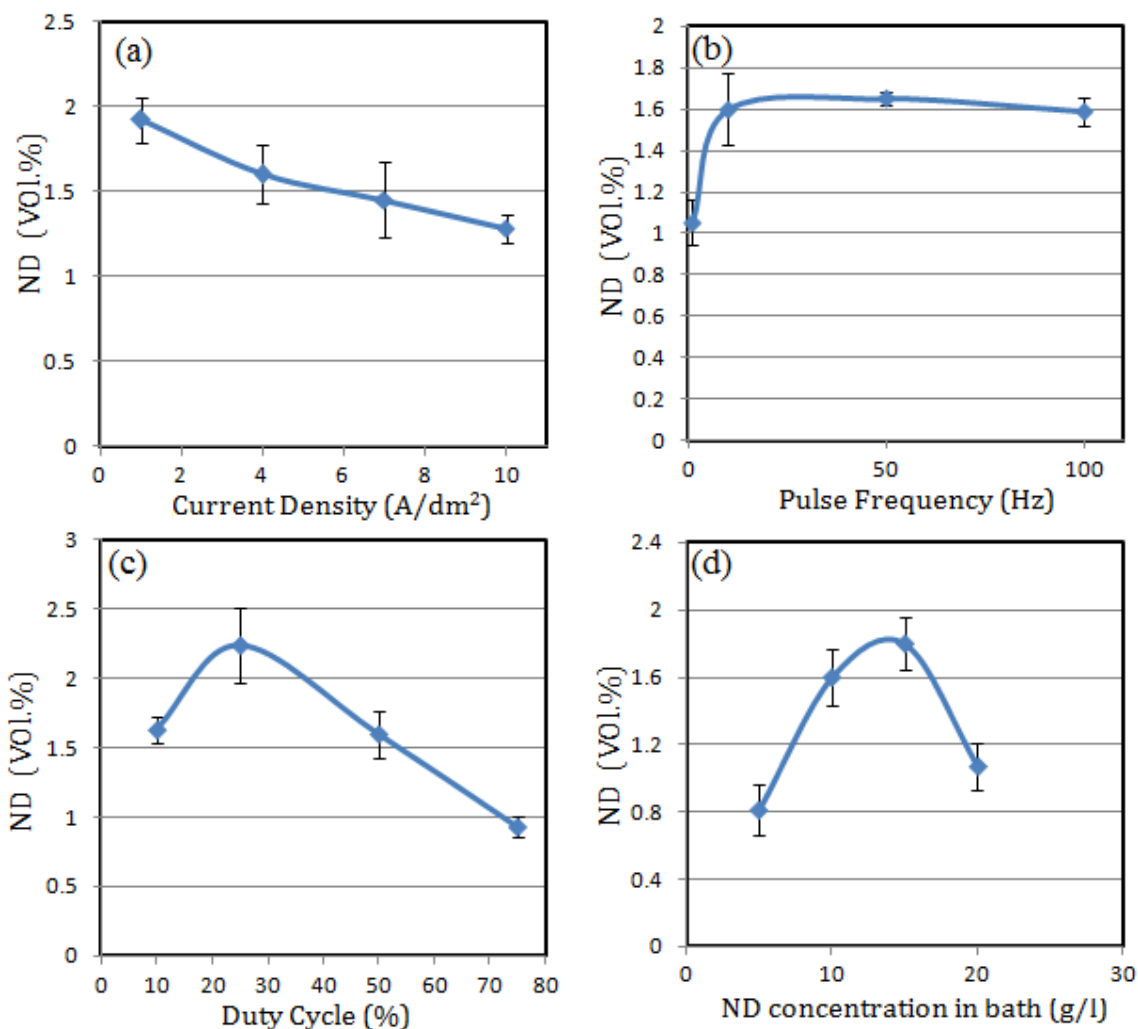 (a)
2.5
2
1.5
1
0.5
0
ND (VOl.%)
0 2 4 6 8 10
Current Density (A/dm²)
(b)
2
1.8
1.6
1.4
1.2
1
0.8
0.6
0.4
0.2
0
ND (VOl.%)
0 50 100
Pulse Frequency (Hz)
(c)
3
2.5
2
1.5
1
0.5
0
ND (VOl.%)
0 10 20 30 40 50 60 70 80
Duty Cycle (%)
(d)
2.4
2
1.6
1.2
0.8
0.4
0
ND (VOl.%)
0 10 20 30
ND concentration in bath (g/l)